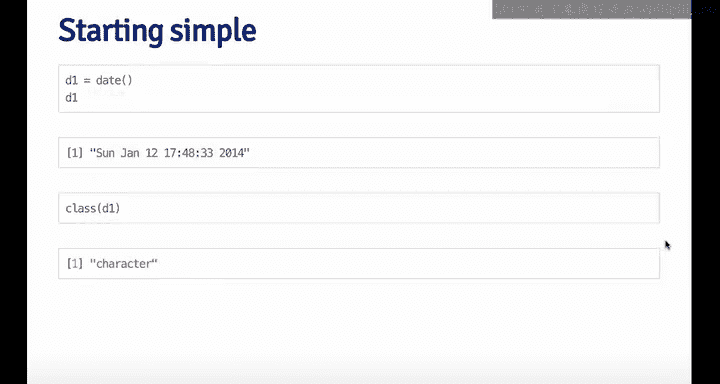 Starting simple
d1 = date()
d1
[1] "Sun Jan 12 17:48:33 2014"
class(d1)
[1] "character"